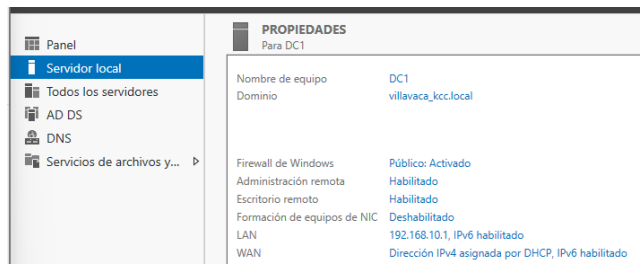 Panel
Servidor local
Todos los servidores
AD DS
DNS
Servicios de archivos y...
PROPIEDADES
Para DC1
Nombre de equipo DC1
Dominio villavaca_kcc.local
Firewall de Windows Público: Activado
Administración remota Habilitado
Escritorio remoto Habilitado
Formación de equipos de NIC Deshabilitado
LAN 192.168.10.1, IPv6 habilitado
WAN Dirección IPv4 asignada por DHCP, IPv6 habilitado